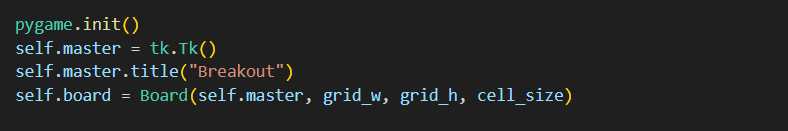 pygame.init()
self.master = tk.Tk()
self.master.title("Breakout")
self.board = Board(self.master, grid_w, grid_h, cell_size)